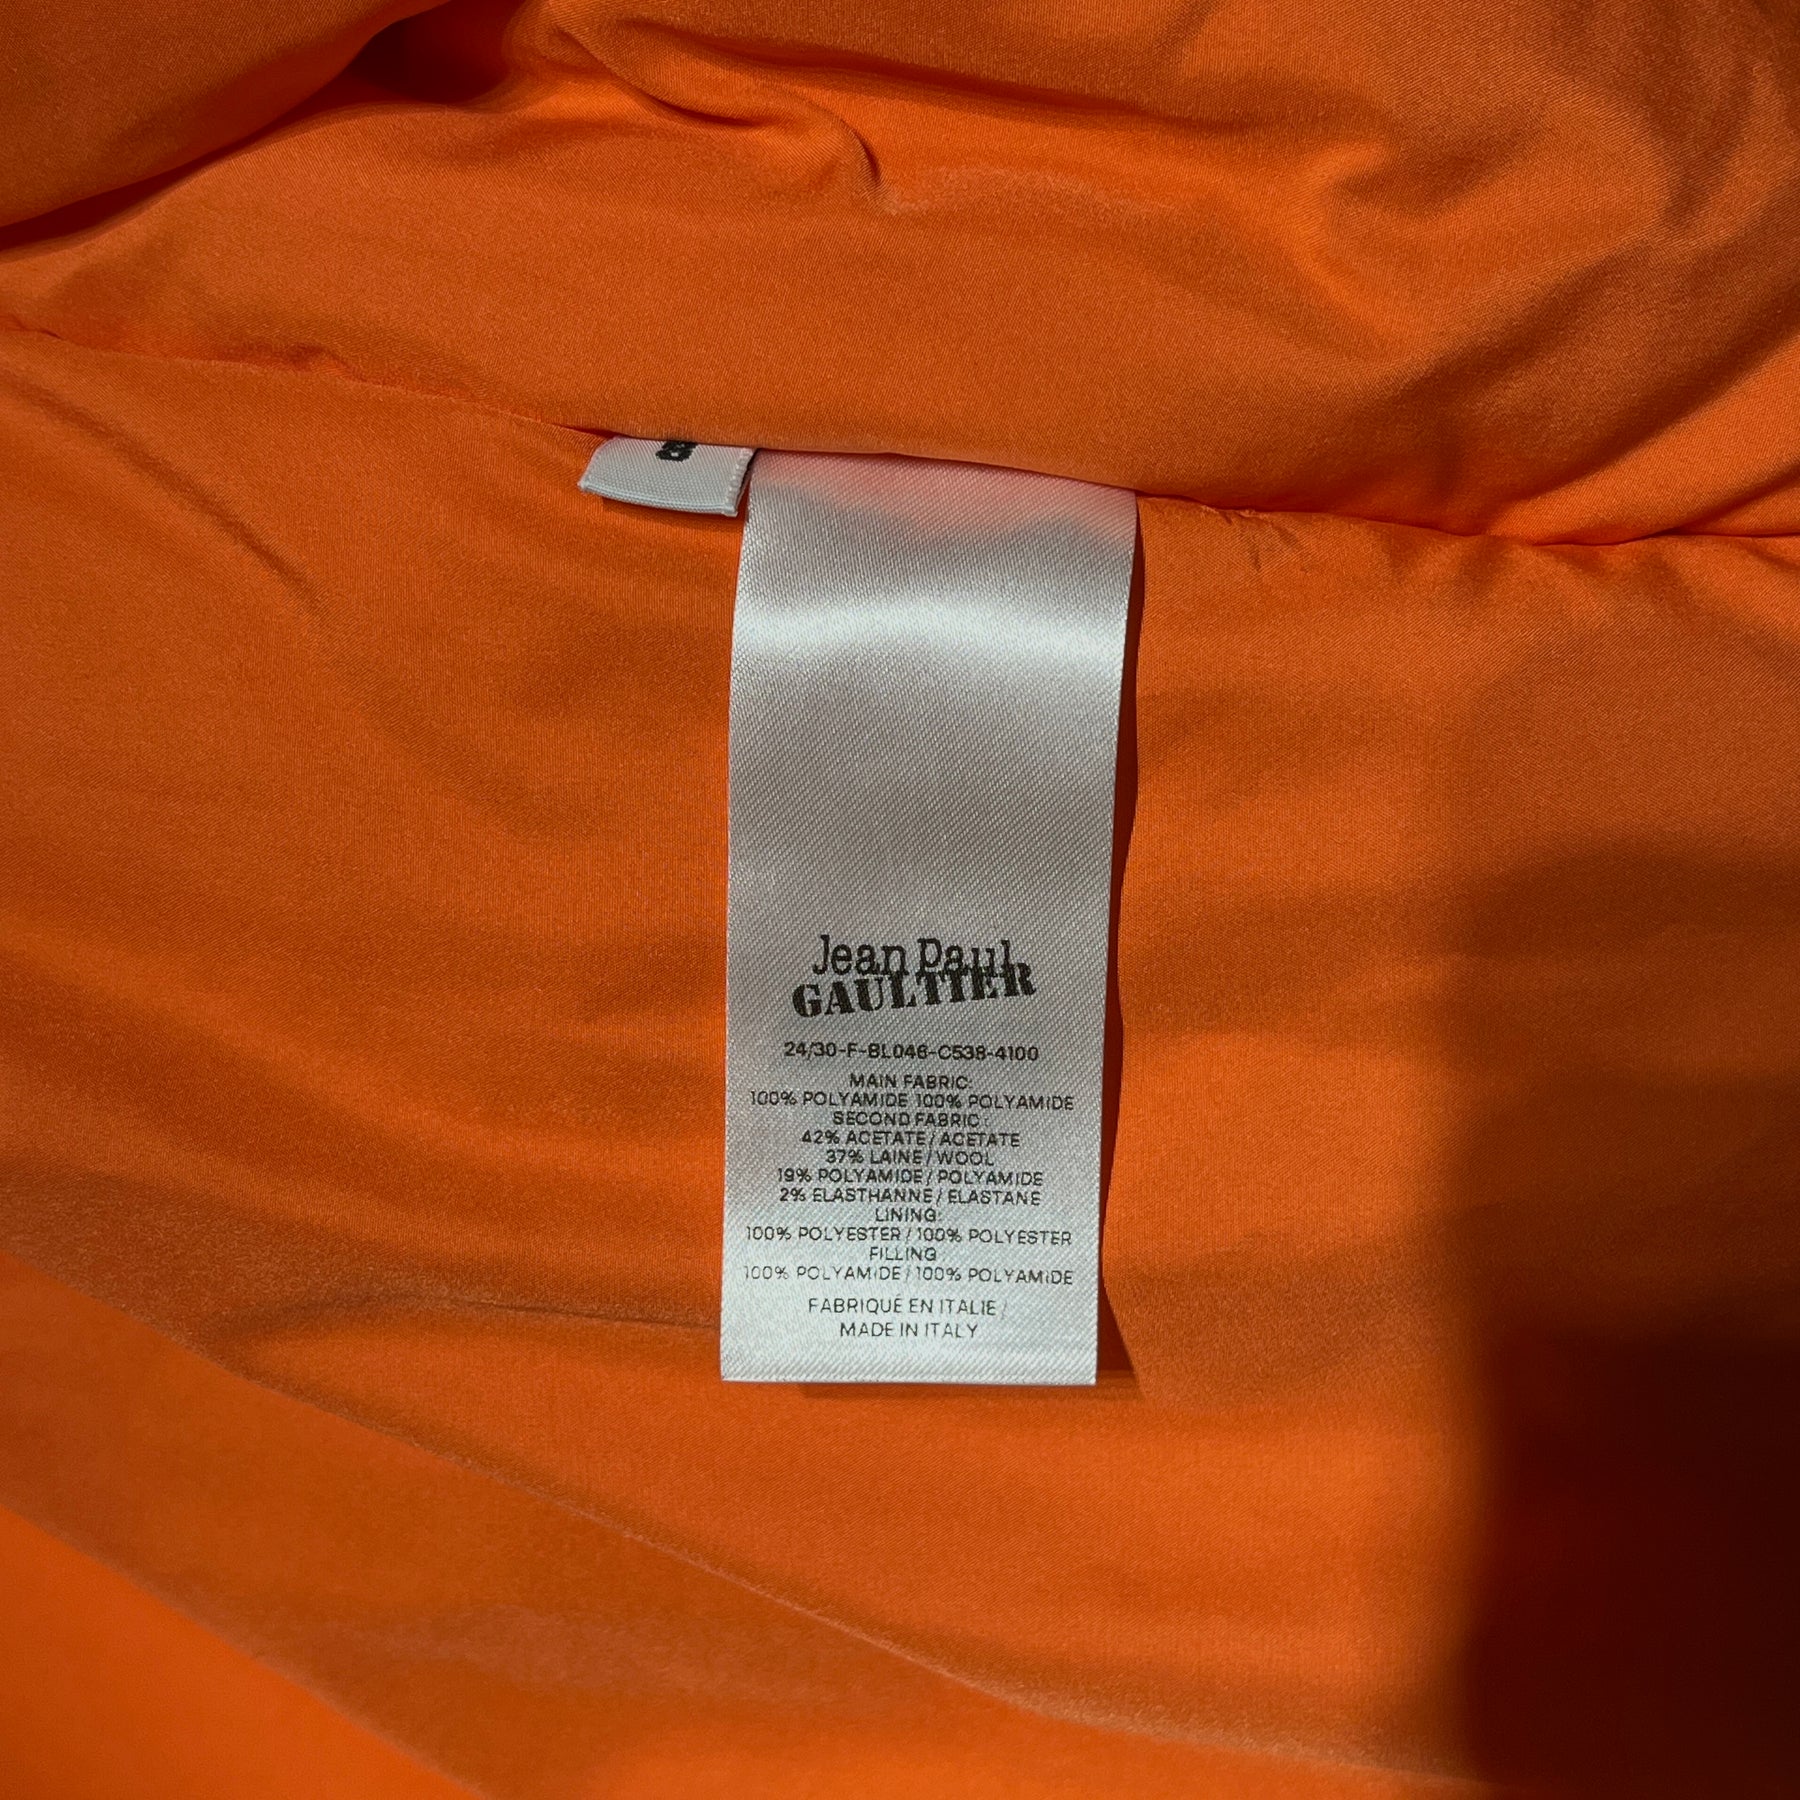 Jean Paul
GAULTIER
24/30-F-BL046-C538-4100
MAIN FABRIC:
100% POLYAMIDE 100% POLYAMIDE
SECOND FABRIC:
42% ACETATE/ACETATE
37% LAINE/WOOL
19% POLYAMIDE/POLYAMIDE
2% ELASTHANNE/ELASTANE
LINING:
100% POLYESTER/100% POLYESTER
FILLING
100% POLYAMIDE/100% POLYAMIDE
FABRIQUÉ EN ITALIE/
MADE IN ITALY